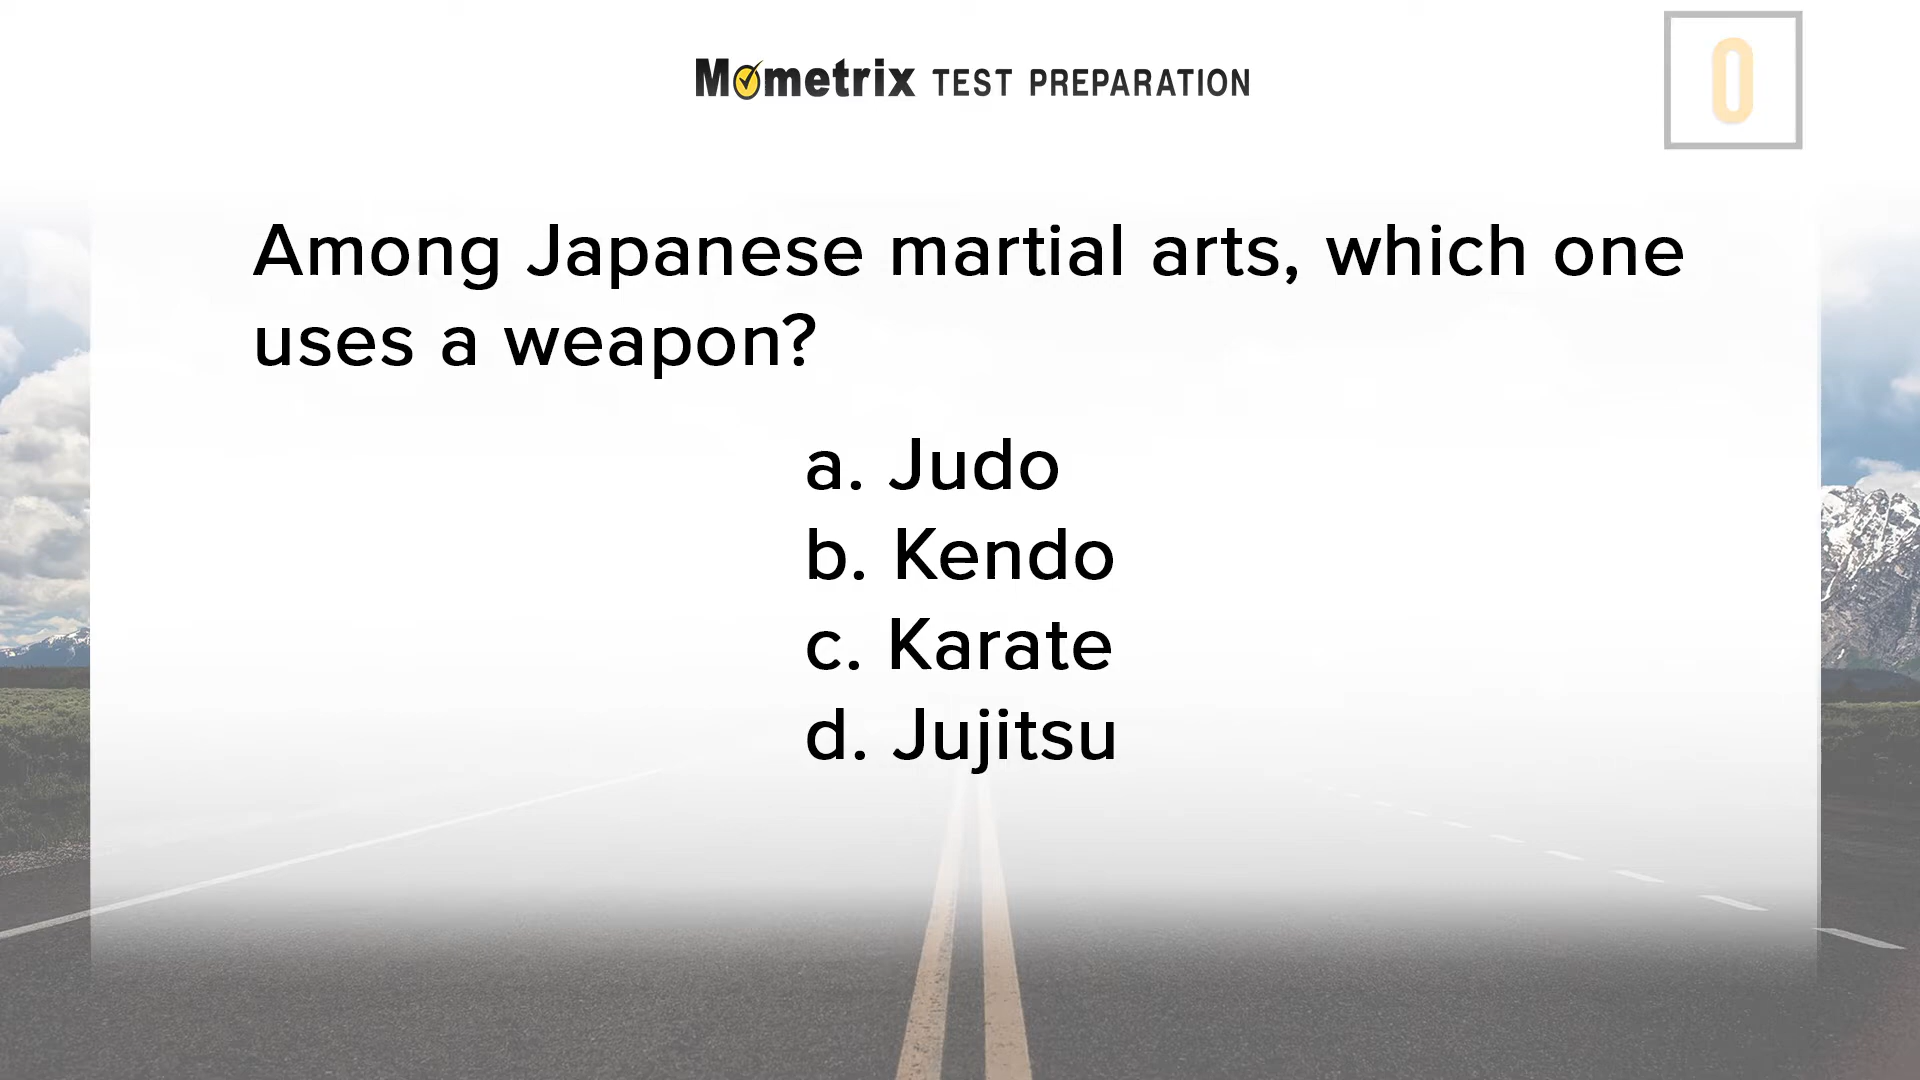 Mometrix TEST PREPARATION
0
Among Japanese martial arts, which one
uses a weapon?
a. Judo
b. Kendo
c. Karate
d. Jujitsu